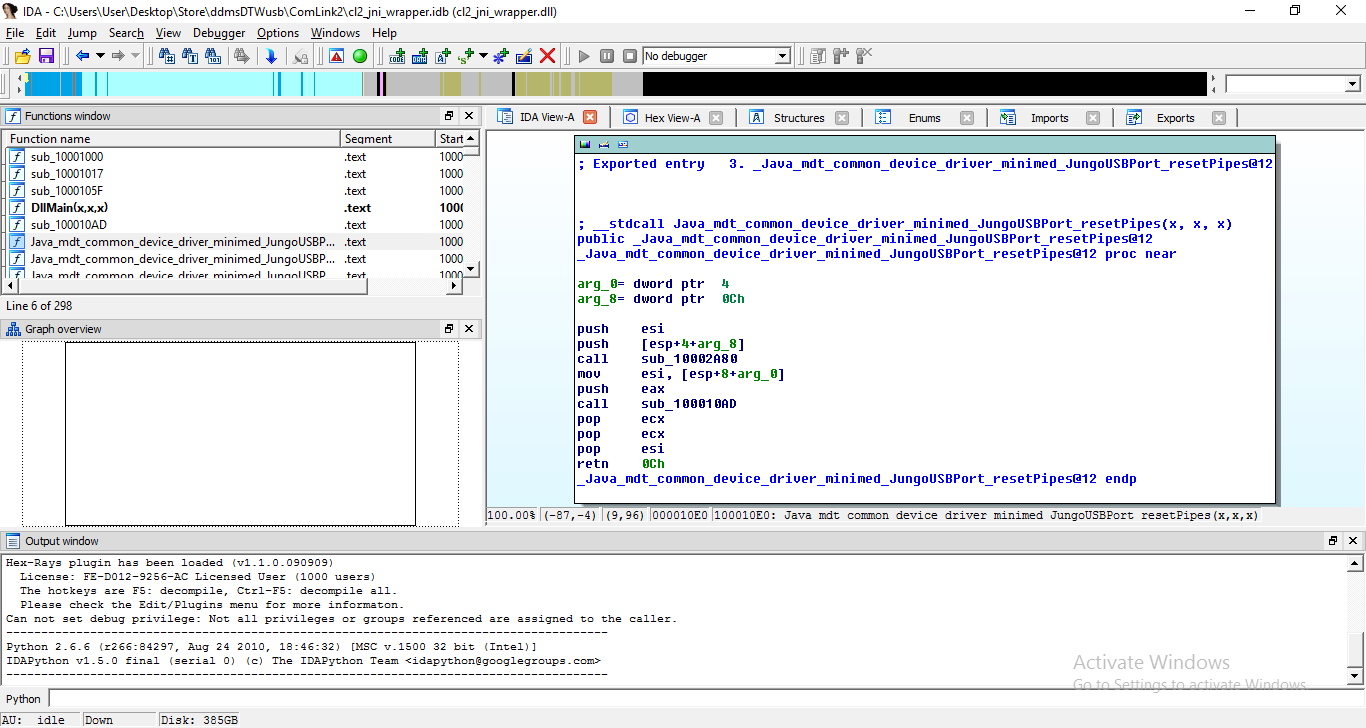 IDA - C:\Users\User\Desktop\Store\ddmsDTWusb\ComLink2\cl2_jni_wrapper.idb (cl2_jni_wrapper.dll)
File Edit Jump Search View Debugger Options Windows Help
No debugger
Functions window
Function name Segment Start
sub_10001000 .text 1000
sub_10001017 .text 1000
sub_1000105F .text 1000
DllMain(x,x,x) .text 100(
sub_100010AD .text 1000
Java_mdt_common_device_driver_minimed_JungoUSBP... .text 1000
Java_mdt_common_device_driver_minimed_JungoUSBP... .text 1000
Java_mdt_common_device_driver_minimed_JungoUSBP... .text 1000
Line 6 of 298
Graph overview
IDA View-A Hex View-A Structures Enums Imports Exports
; Exported entry 3. _Java_mdt_common_device_driver_minimed_JungoUSBPort_resetPipes@12
; __stdcall Java_mdt_common_device_driver_minimed_JungoUSBPort_resetPipes(x, x, x)
public _Java_mdt_common_device_driver_minimed_JungoUSBPort_resetPipes@12
_Java_mdt_common_device_driver_minimed_JungoUSBPort_resetPipes@12 proc near
arg_0= dword ptr 4
arg_8= dword ptr 0Ch
push esi
push [esp+4+arg_8]
call sub_10002A80
mov esi, [esp+8+arg_0]
push eax
call sub_100010AD
pop ecx
pop ecx
pop esi
retn 0Ch
_Java_mdt_common_device_driver_minimed_JungoUSBPort_resetPipes@12 endp
100.00% (-87,-4) (9,96) 000010E0 100010E0: Java_mdt_common_device_driver_minimed_JungoUSBPort_resetPipes(x,x,x)
Output window
Hex-Rays plugin has been loaded (v1.1.0.090909)
License: FE-D012-9256-AC Licensed User (1000 users)
The hotkeys are F5: decompile, Ctrl-F5: decompile all.
Please check the Edit/Plugins menu for more informaton.
Can not set debug privilege: Not all privileges or groups referenced are assigned to the caller.
Python 2.6.6 (r266:84297, Aug 24 2010, 18:46:32) [MSC v.1500 32 bit (Intel)]
IDAPython v1.5.0 final (serial 0) (c) The IDAPython Team <idapython@googlegroups.com>
Activate Windows
Go to Settings to activate Windows.
Python
AU: idle Down Disk: 385GB